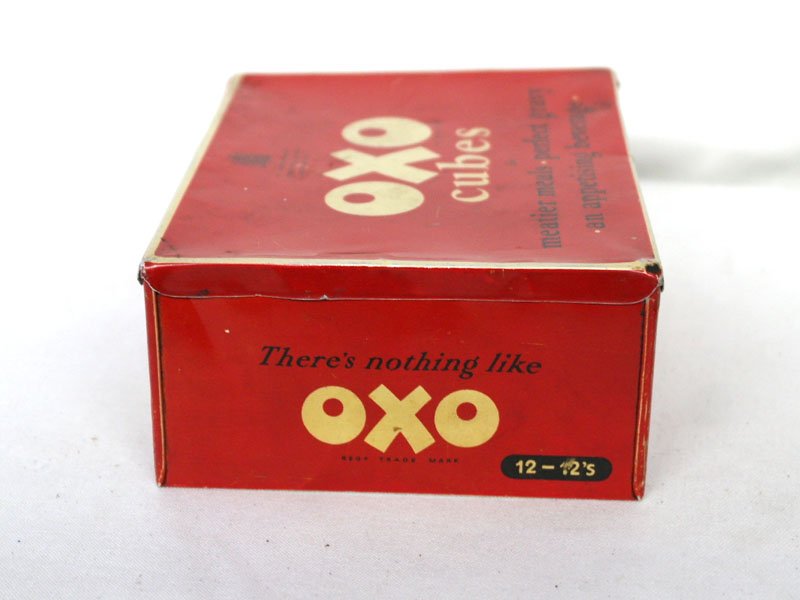 OXO
cubes
meatier meals · perfect gravy
an appetising beverage
There's nothing like
OXO
REGD TRADE MARK
12 – 12's